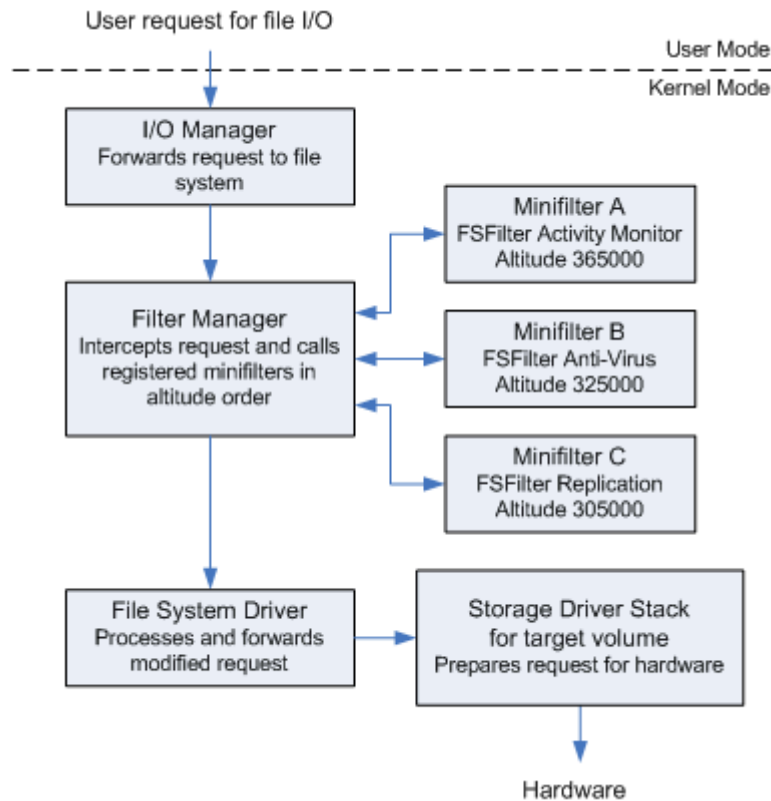 User request for file I/O
User Mode
Kernel Mode
I/O Manager
Forwards request to file
system
Minifilter A
FSFilter Activity Monitor
Altitude 365000
Filter Manager
Intercepts request and calls
registered minifilters in
altitude order
Minifilter B
FSFilter Anti-Virus
Altitude 325000
Minifilter C
FSFilter Replication
Altitude 305000
File System Driver
Processes and forwards
modified request
Storage Driver Stack
for target volume
Prepares request for hardware
Hardware